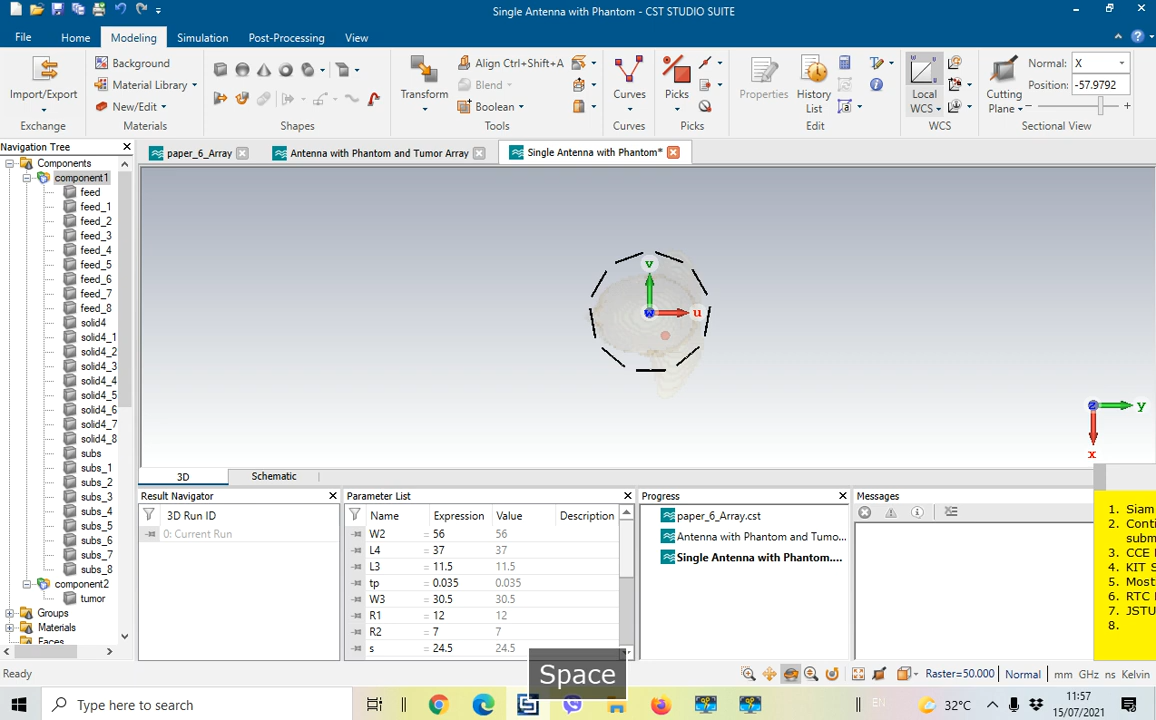 Single Antenna with Phantom - CST STUDIO SUITE
File Home Modeling Simulation Post-Processing View
Import/Export
Exchange
Background
Material Library
New/Edit
Materials
Shapes
Transform
Align Ctrl+Shift+A
Blend
Boolean
Tools
Curves
Curves
Picks
Picks
Properties
History List
Edit
Local WCS
WCS
Cutting Plane
Normal: X
Position: -57.9792
Sectional View
Navigation Tree
paper_6_Array
Antenna with Phantom and Tumor Array
Single Antenna with Phantom*
Components
component1
feed
feed_1
feed_2
feed_3
feed_4
feed_5
feed_6
feed_7
feed_8
solid4
solid4_1
solid4_2
solid4_3
solid4_4
solid4_5
solid4_6
solid4_7
solid4_8
subs
subs_1
subs_2
subs_3
subs_4
subs_5
subs_6
subs_7
subs_8
component2
tumor
Groups
Materials
Faces
v
w
u
z
y
x
3D Schematic
Result Navigator
3D Run ID
0: Current Run
Parameter List
Name Expression Value Description
W2 = 56 56
L4 = 37 37
L3 = 11.5 11.5
tp = 0.035 0.035
W3 = 30.5 30.5
R1 = 12 12
R2 = 7 7
s = 24.5 24.5
Progress
paper_6_Array.cst
Antenna with Phantom and Tumo...
Single Antenna with Phantom....
Messages
1. Siam
2. Conti
subm
3. CCE
4. KIT S
5. Most
6. RTC
7. JSTU
8.
Space
Ready
Raster=50.000 Normal mm GHz ns Kelvin
Type here to search
EN
32°C
11:57
15/07/2021